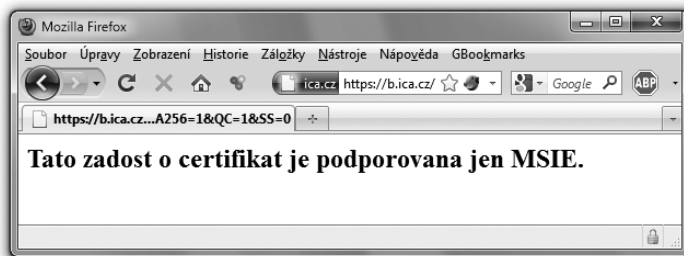 Mozilla Firefox
Soubor Úpravy Zobrazení Historie Záložky Nástroje Nápověda GBookmarks
ica.cz https://b.ica.cz/ Google ABP
https://b.ica.cz...A256=1&QC=1&SS=0
Tato zadost o certifikat je podporovana jen MSIE.